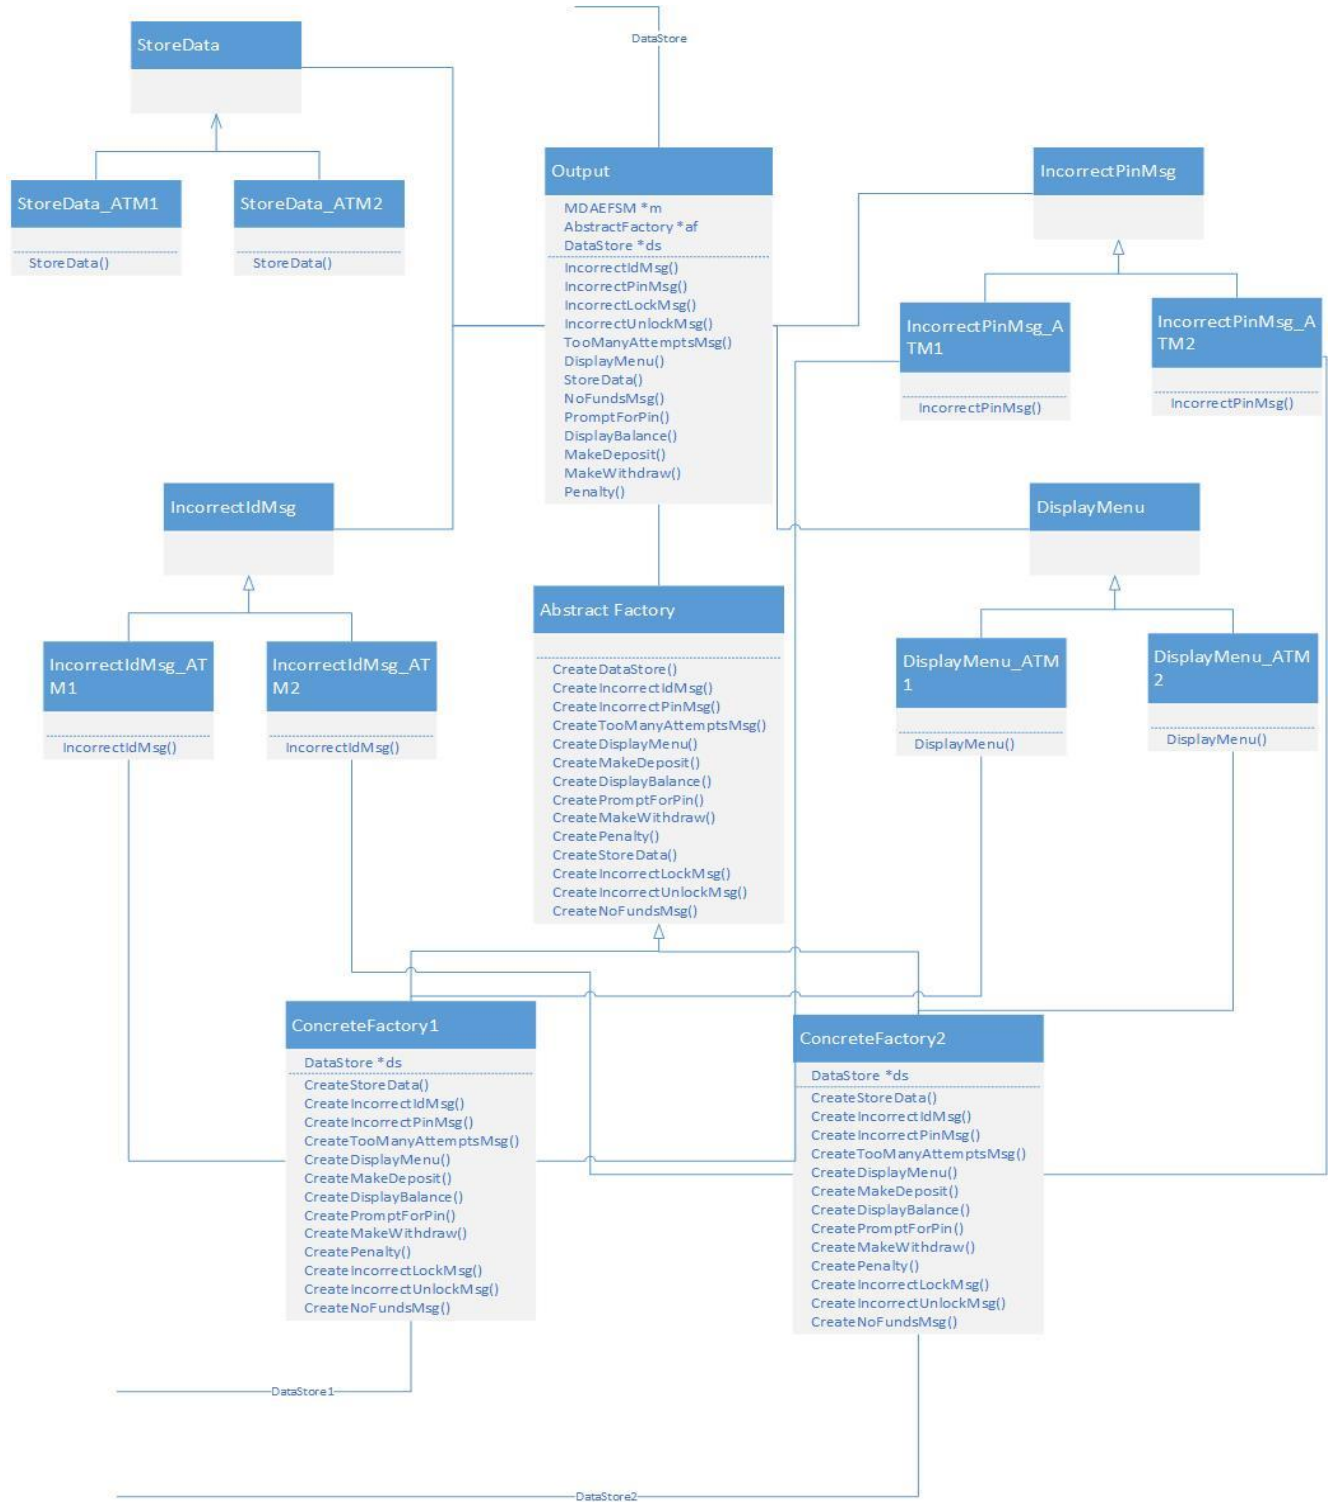 DataStore
StoreData
StoreData_ATM1
StoreData()
StoreData_ATM2
StoreData()
Output
MDAEFSM *m
AbstractFactory *af
DataStore *ds
IncorrectIdMsg()
IncorrectPinMsg()
IncorrectLockMsg()
IncorrectUnlockMsg()
TooManyAttemptsMsg()
DisplayMenu()
StoreData()
NoFundsMsg()
PromptForPin()
DisplayBalance()
MakeDeposit()
MakeWithdraw()
Penalty()
IncorrectPinMsg
IncorrectPinMsg_A
TM1
IncorrectPinMsg()
IncorrectPinMsg_A
TM2
IncorrectPinMsg()
IncorrectIdMsg
IncorrectIdMsg_AT
M1
IncorrectIdMsg()
IncorrectIdMsg_AT
M2
IncorrectIdMsg()
Abstract Factory
CreateDataStore()
CreateIncorrectIdMsg()
CreateIncorrectPinMsg()
CreateTooManyAttemptsMsg()
CreateDisplayMenu()
CreateMakeDeposit()
CreateDisplayBalance()
CreatePromptForPin()
CreateMakeWithdraw()
CreatePenalty()
CreateStoreData()
CreateIncorrectLockMsg()
CreateIncorrectUnlockMsg()
CreateNoFundsMsg()
DisplayMenu
DisplayMenu_ATM
1
DisplayMenu()
DisplayMenu_ATM
2
DisplayMenu()
ConcreteFactory1
DataStore *ds
CreateStoreData()
CreateIncorrectIdMsg()
CreateIncorrectPinMsg()
CreateTooManyAttemptsMsg()
CreateDisplayMenu()
CreateMakeDeposit()
CreateDisplayBalance()
CreatePromptForPin()
CreateMakeWithdraw()
CreatePenalty()
CreateIncorrectLockMsg()
CreateIncorrectUnlockMsg()
CreateNoFundsMsg()
ConcreteFactory2
DataStore *ds
CreateStoreData()
CreateIncorrectIdMsg()
CreateIncorrectPinMsg()
CreateTooManyAttemptsMsg()
CreateDisplayMenu()
CreateMakeDeposit()
CreateDisplayBalance()
CreatePromptForPin()
CreateMakeWithdraw()
CreatePenalty()
CreateIncorrectLockMsg()
CreateIncorrectUnlockMsg()
CreateNoFundsMsg()
DataStore1
DataStore2